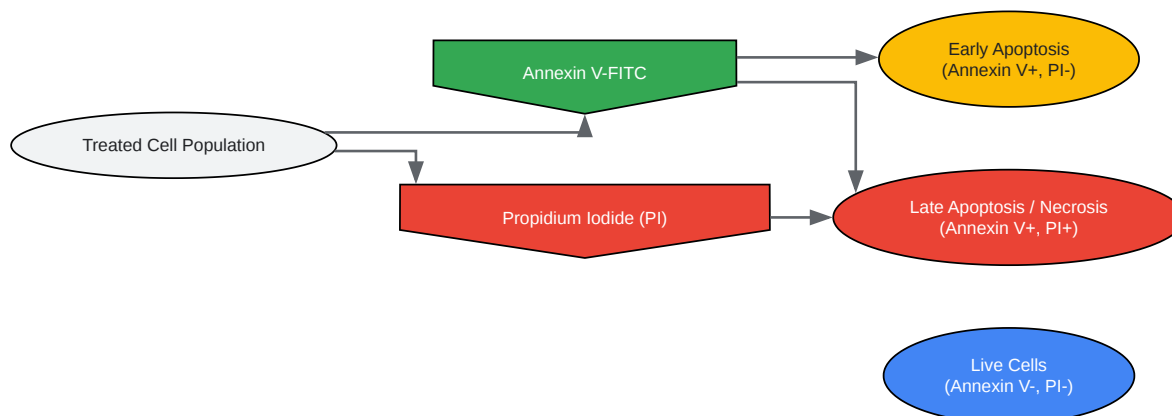 Treated Cell Population
Annexin V-FITC
Propidium Iodide (PI)
Early Apoptosis
(Annexin V+, PI-)
Late Apoptosis / Necrosis
(Annexin V+, PI+)
Live Cells
(Annexin V-, PI-)